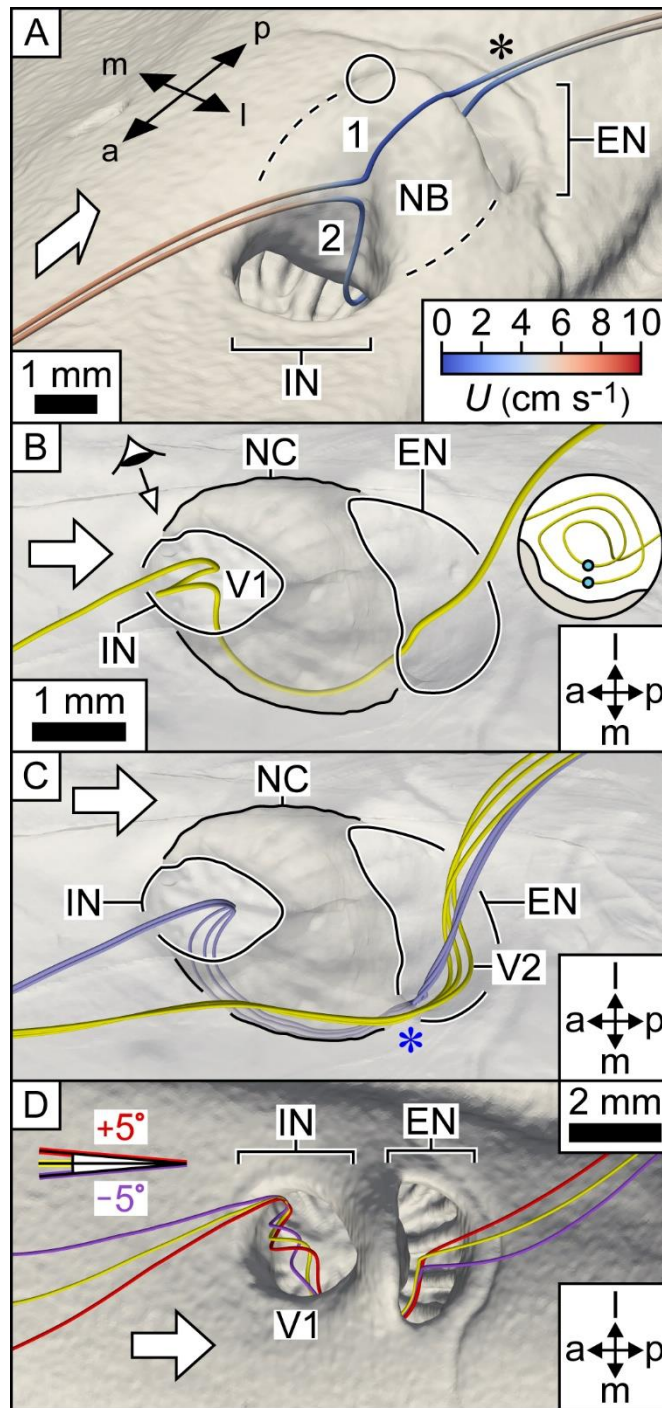 A
p
m
l
a
*
1
EN
NB
2
IN
0 2 4 6 8 10
U (cm s⁻¹)
1 mm
B
NC
EN
V1
IN
l
a p
m
1 mm
C
NC
IN
EN
V2
*
l
a p
m
D
2 mm
+5°
IN
EN
−5°
V1
l
a p
m